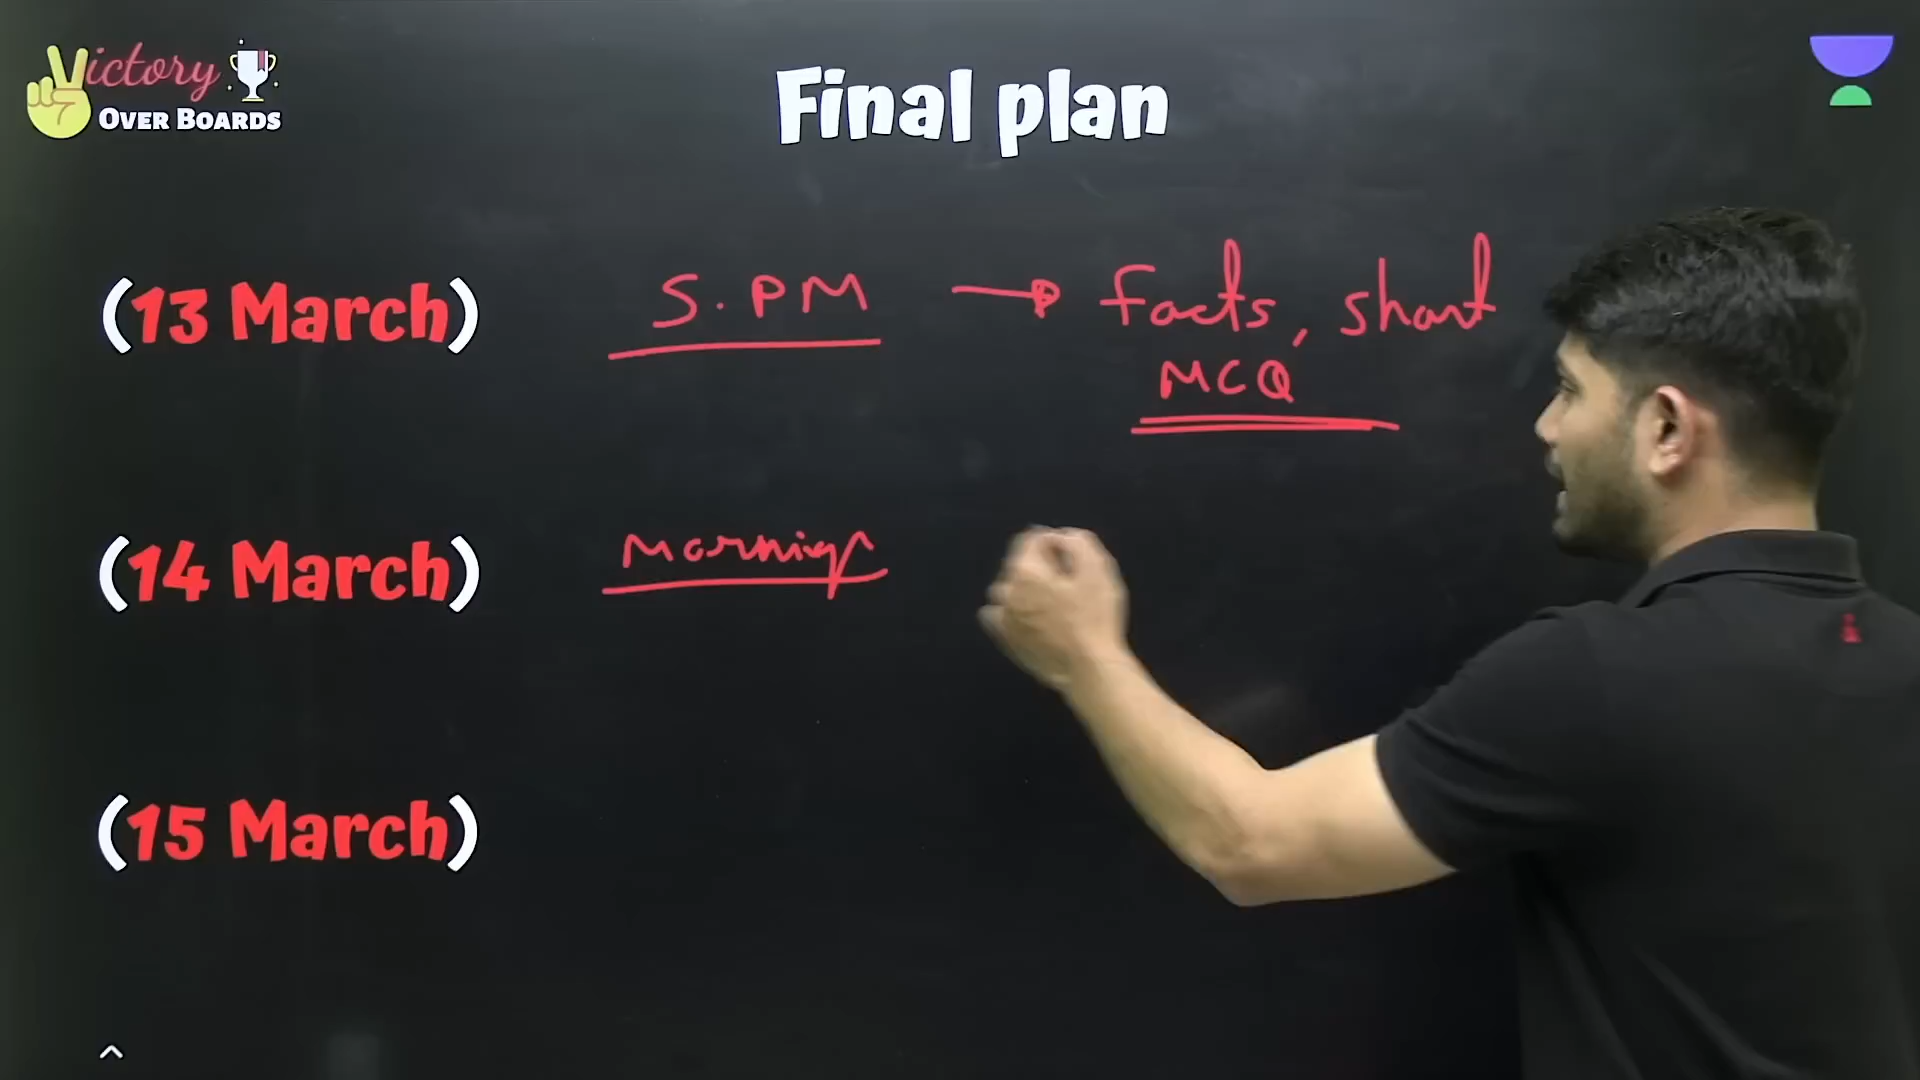 Victory
OVER BOARDS
Final plan
(13 March) 5.PM → Facts, short
MCQ
(14 March) Morning
(15 March)